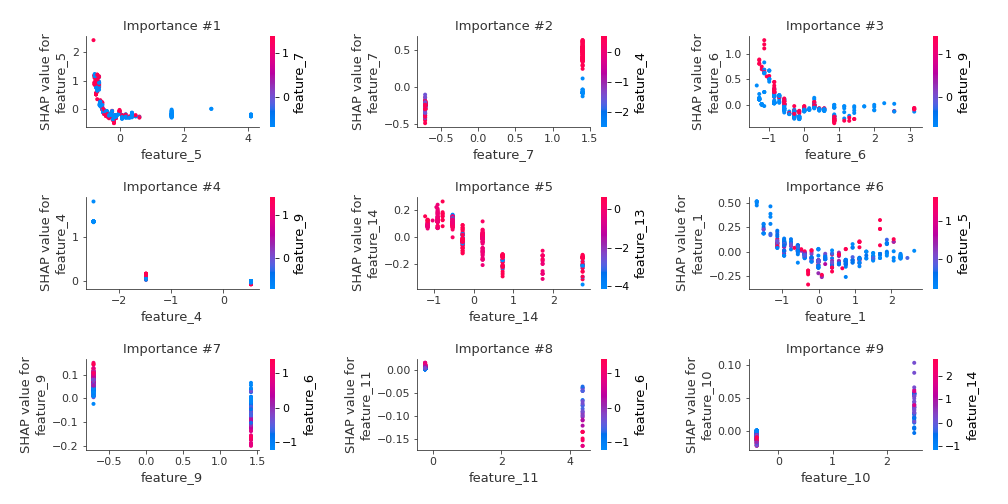 Importance #1
SHAP value for
feature_5
2
1
0
0
2
4
feature_5
1
0
feature_7
Importance #2
SHAP value for
feature_7
0.5
0.0
−0.5
−0.5
0.0
0.5
1.0
1.5
feature_7
0
−1
−2
feature_4
Importance #3
SHAP value for
feature_6
1.0
0.5
0.0
−1
0
1
2
3
feature_6
1
0
feature_9
Importance #4
SHAP value for
feature_4
1
0
−2
−1
0
feature_4
1
0
feature_9
Importance #5
SHAP value for
feature_14
0.2
0.0
−0.2
−1
0
1
2
feature_14
0
−2
−4
feature_13
Importance #6
SHAP value for
feature_1
0.50
0.25
0.00
−0.25
−1
0
1
2
feature_1
1
0
feature_5
Importance #7
SHAP value for
feature_9
0.1
0.0
−0.1
−0.2
−0.5
0.0
0.5
1.0
1.5
feature_9
1
0
−1
feature_6
Importance #8
SHAP value for
feature_11
0.00
−0.05
−0.10
−0.15
0
2
4
feature_11
1
0
−1
feature_6
Importance #9
SHAP value for
feature_10
0.10
0.05
0.00
0
1
2
feature_10
2
1
0
−1
feature_14